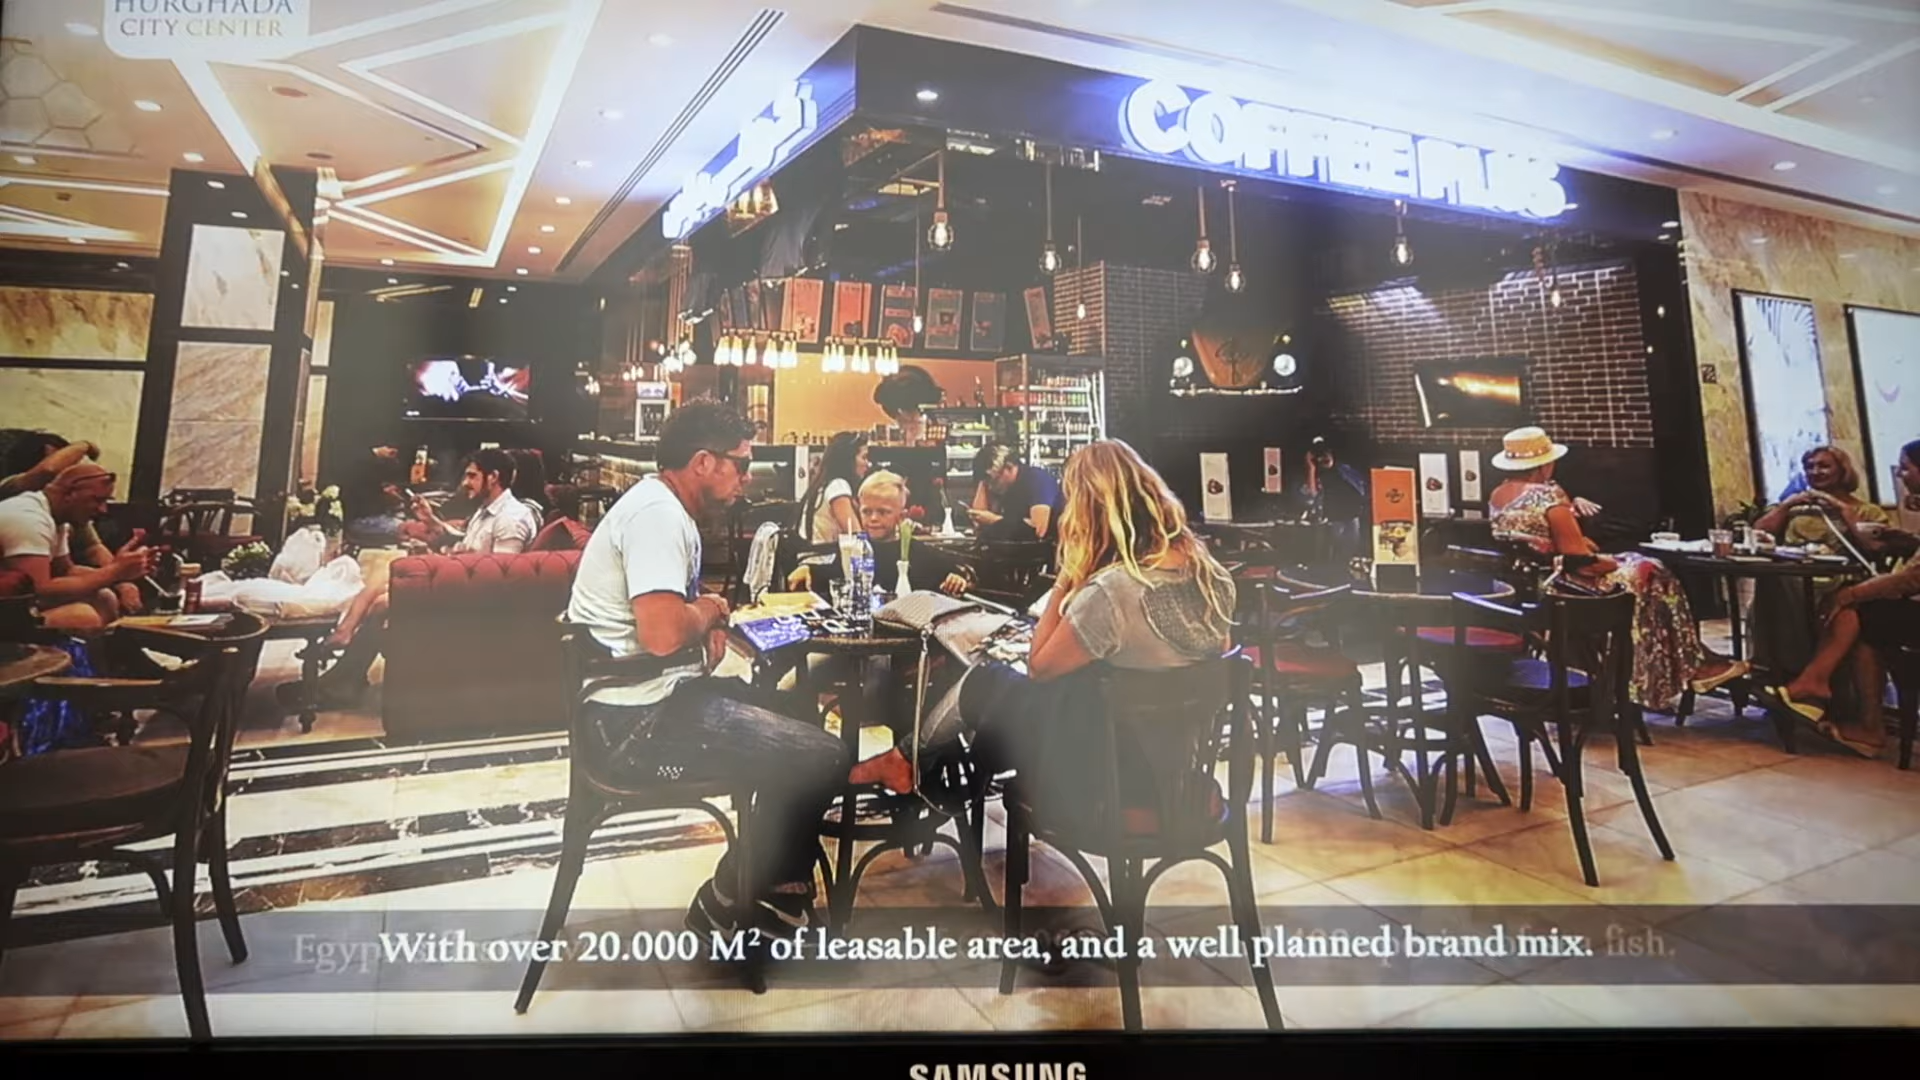 HURGHADA
CITY CENTER
COFFEE PLUS
With over 20.000 M² of leasable area, and a well planned brand mix.
fish.
SAMSUNG